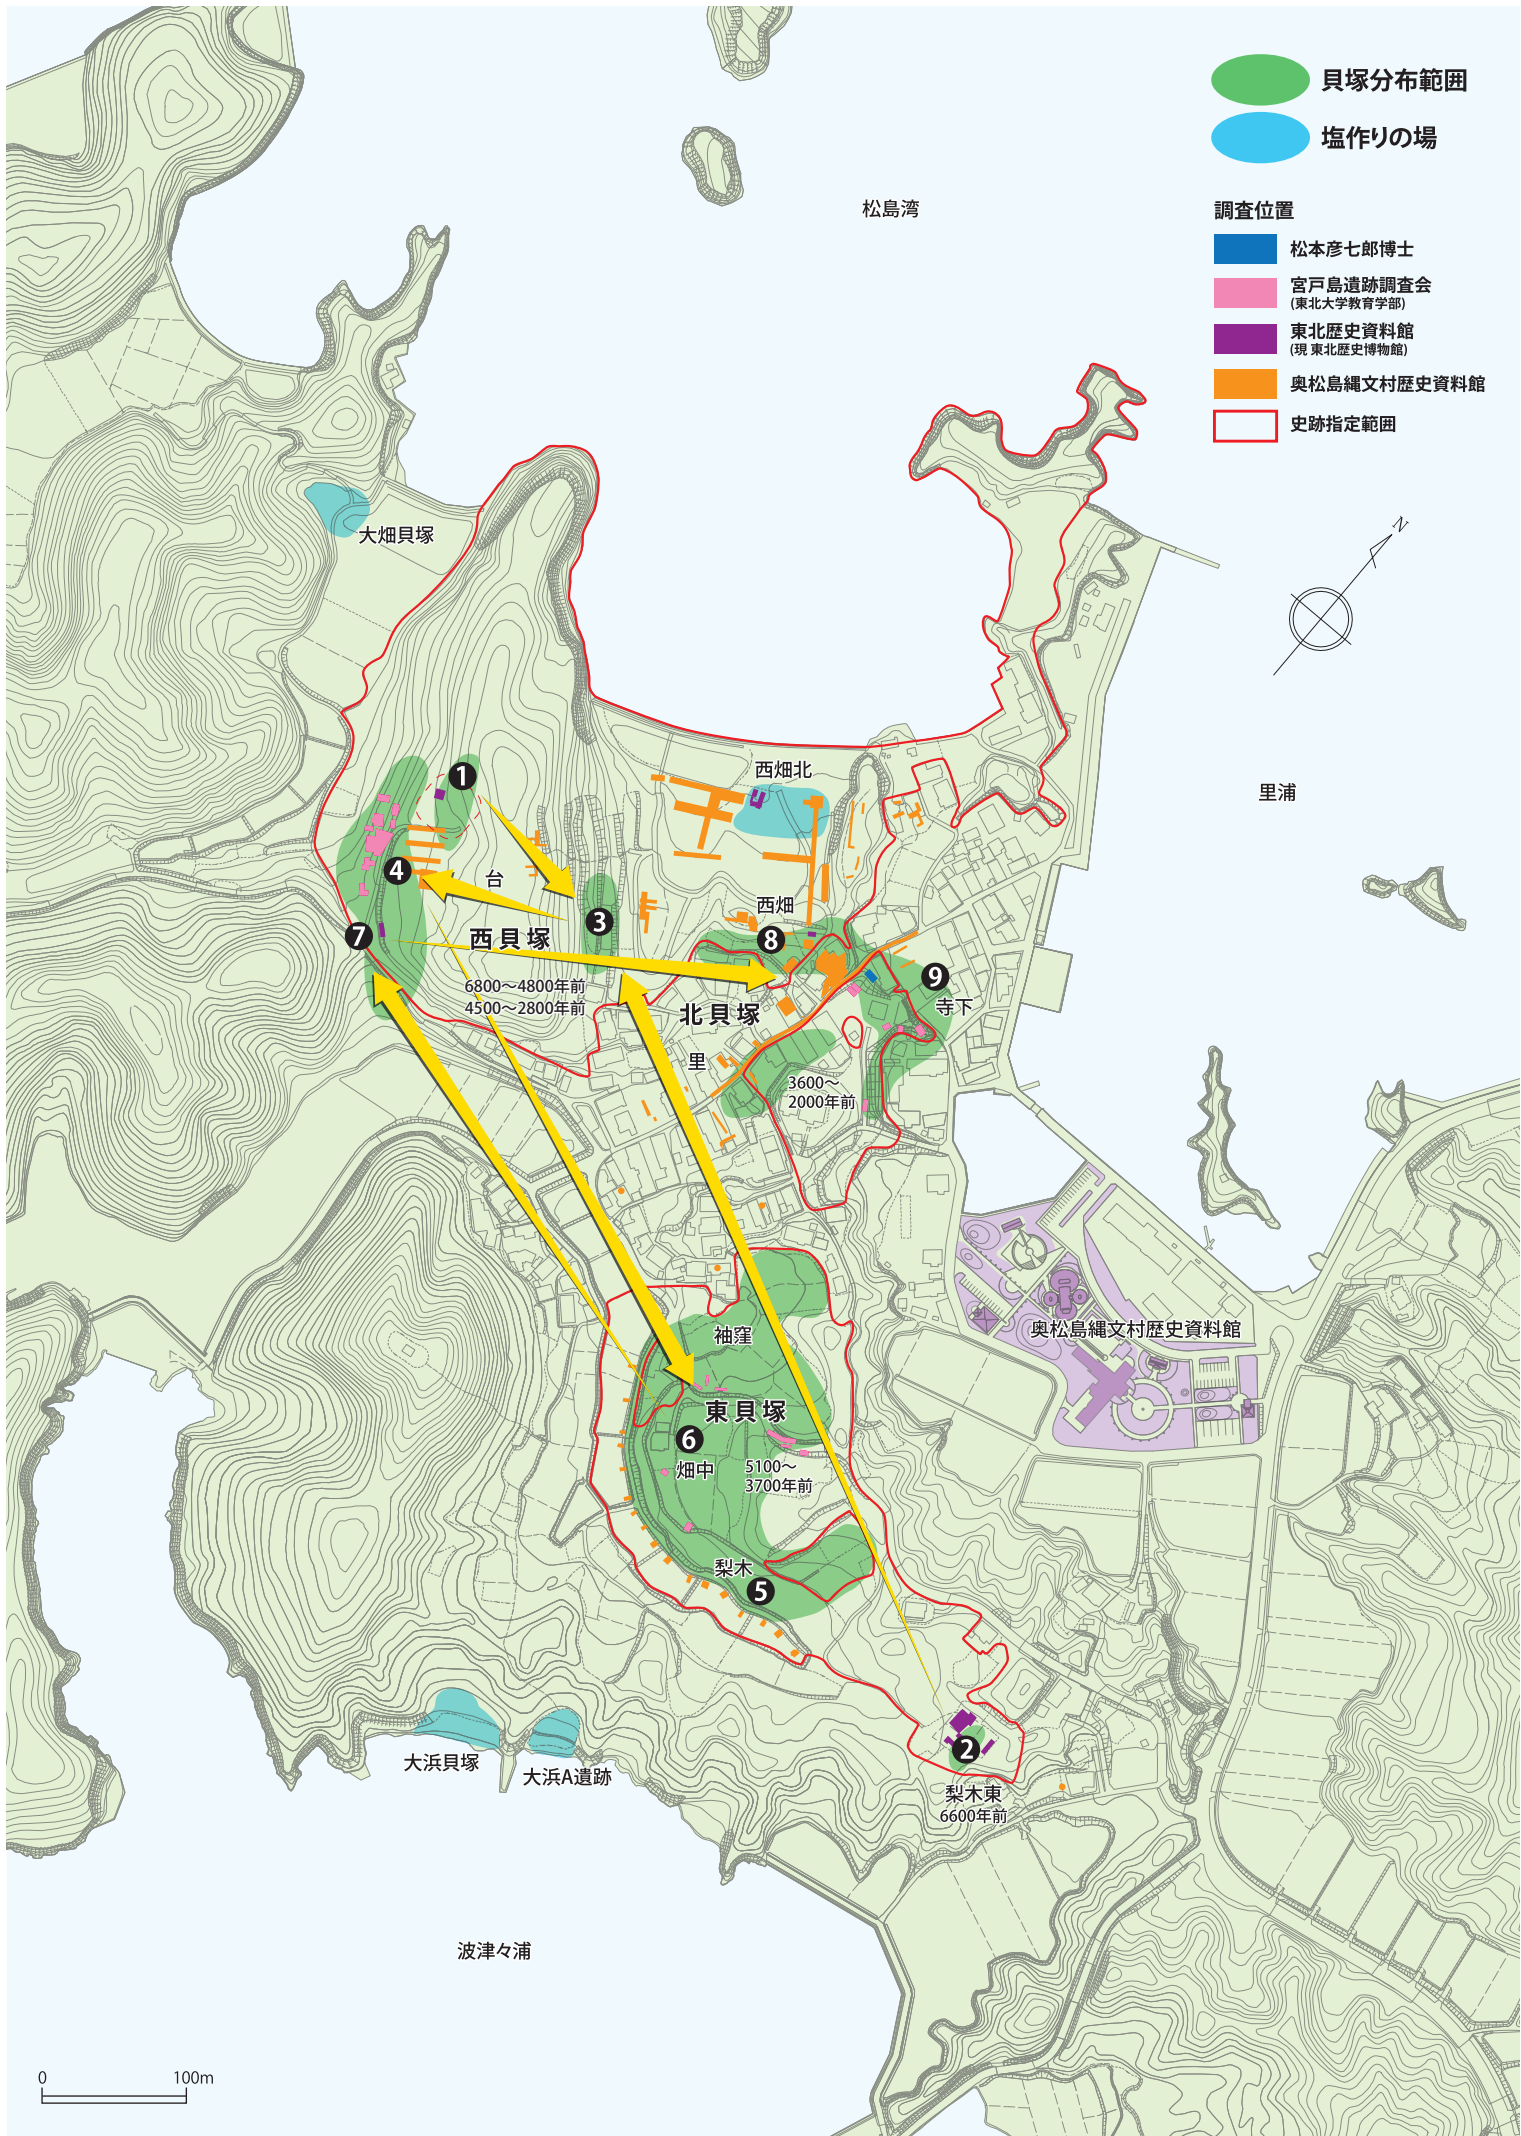 貝塚分布範囲
塩作りの場
調査位置
松本彦七郎博士
宮戸島遺跡調査会
(東北大学教育学部)
東北歴史資料館
(現 東北歴史博物館)
奥松島縄文村歴史資料館
史跡指定範囲
松島湾
N
大畑貝塚
里浦
西畑北
1
4
台
3
西畑
8
7
西貝塚
9
寺下
6800〜4800年前
4500〜2800年前
北貝塚
里
3600〜
2000年前
奥松島縄文村歴史資料館
袖窪
東貝塚
6
畑中
5100〜
3700年前
梨木
5
2
梨木東
6600年前
大浜貝塚
大浜A遺跡
波津々浦
0 100m